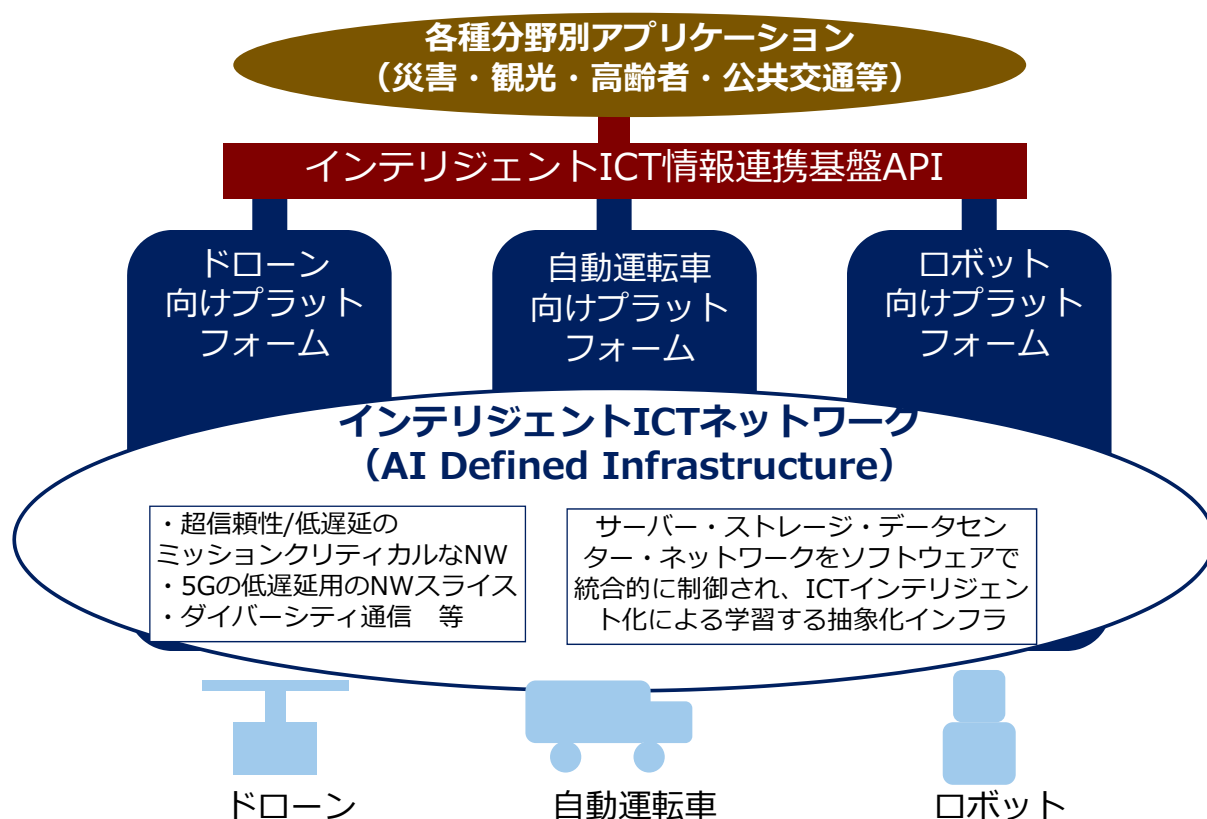 各種分野別アプリケーション
（災害・観光・高齢者・公共交通等）
インテリジェントICT情報連携基盤API
ドローン
向けプラット
フォーム
自動運転車
向けプラット
フォーム
ロボット
向けプラット
フォーム
インテリジェントICTネットワーク
（AI Defined Infrastructure）
・超信頼性/低遅延の
ミッションクリティカルなNW
・5Gの低遅延用のNWスライス
・ダイバーシティ通信　等
サーバー・ストレージ・データセン
ター・ネットワークをソフトウェアで
統合的に制御され、ICTインテリジェン
ト化による学習する抽象化インフラ
ドローン
自動運転車
ロボット